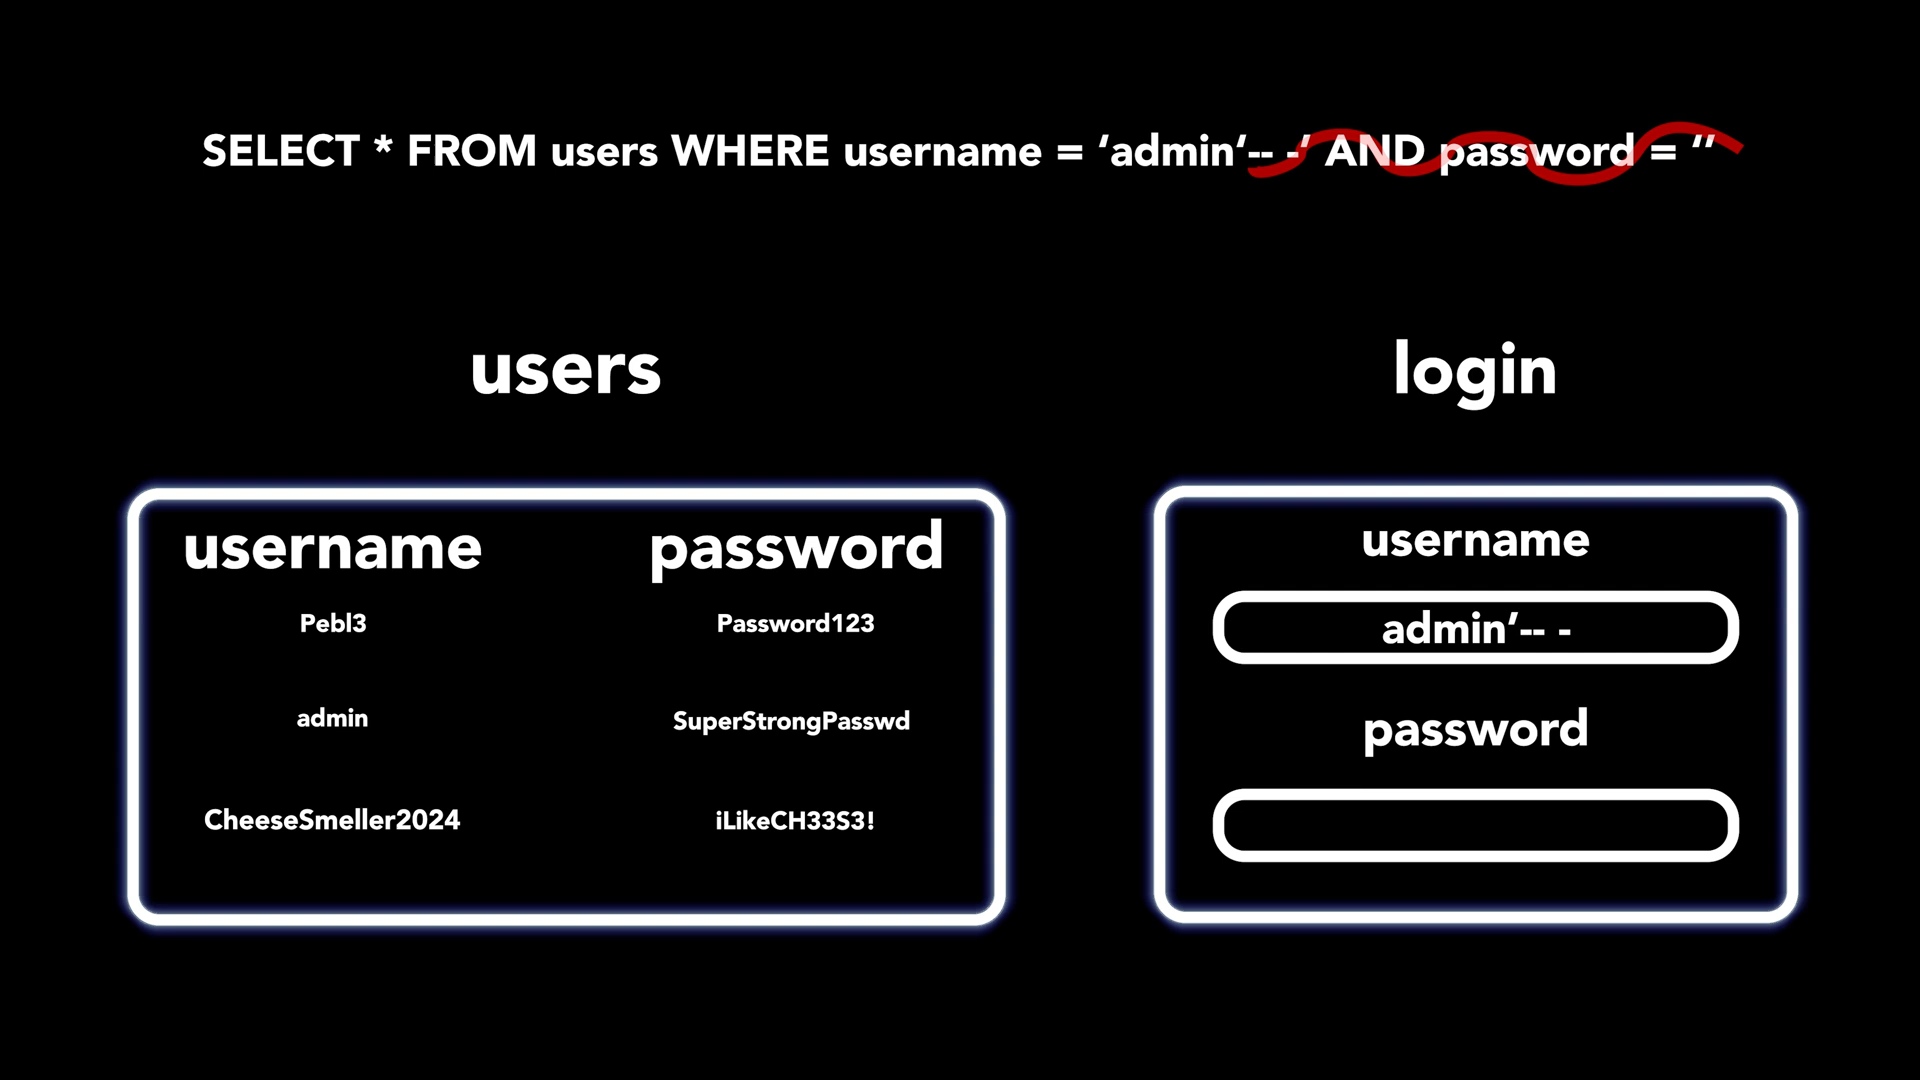 SELECT * FROM users WHERE username = ‘admin‘-- -’ AND password = ‘’
users
login
username password
Pebl3 Password123
admin SuperStrongPasswd
CheeseSmeller2024 iLikeCH33S3!
username
admin’-- -
password